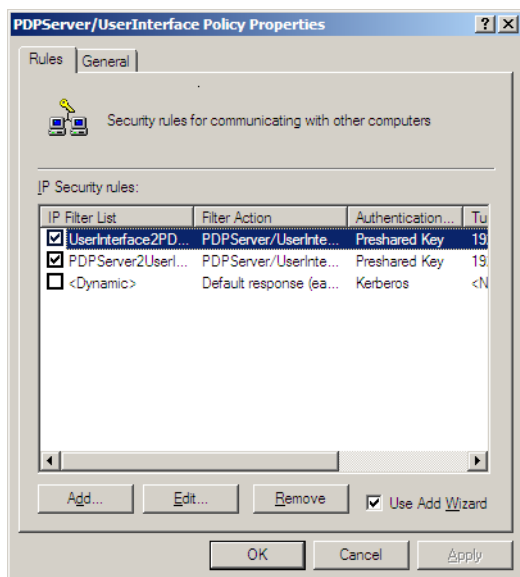 PDPServer/UserInterface Policy Properties
Rules General
Security rules for communicating with other computers
IP Security rules:
IP Filter List Filter Action Authentication... Tu
UserInterface2PD... PDPServer/UserInte... Preshared Key 19
PDPServer2UserI... PDPServer/UserInte... Preshared Key 19
<Dynamic> Default response (ea... Kerberos <N
Add... Edit... Remove Use Add Wizard
OK Cancel Apply